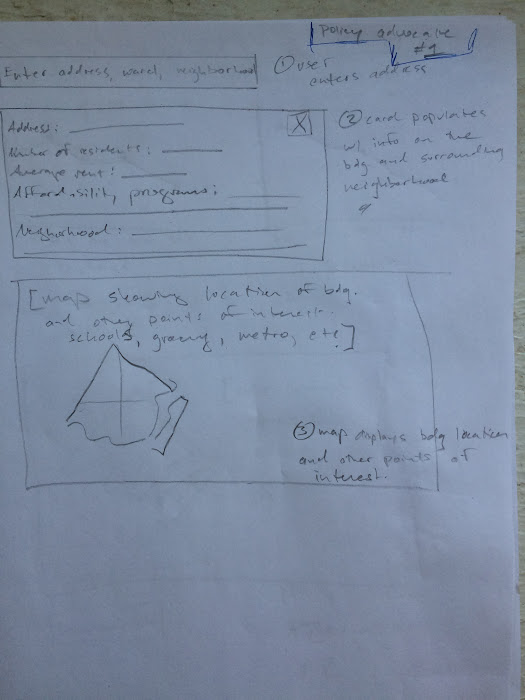 Policy advocate
#1
Enter address, ward, neighborhood
① user
enters address
Address:
Number of residents:
Average rent:
Affordability programs:
Neighborhood:
X
② card populates
w/ info on the
bdg and surrounding
neighborhood
[map showing location of bdg.
and other points of interest.
schools, grocery, metro, etc.]
③ map displays bdg location
and other points of
interest.